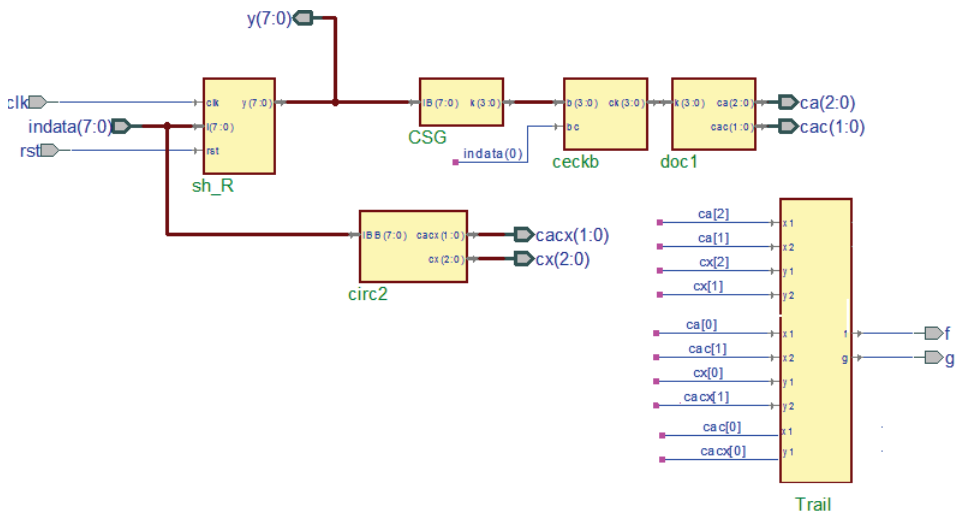 y(7:0)
clk
indata(7:0)
rst
clk y(7:0)
I(7:0)
rst
sh_R
IB(7:0) k(3:0)
CSG
indata(0)
b(3:0) ck(3:0)
bc
ceckb
k(3:0) ca(2:0)
cac(1:0)
doc1
ca(2:0)
cac(1:0)
IBB(7:0) cacx(1:0)
cx(2:0)
circ2
cacx(1:0)
cx(2:0)
ca[2] x1
ca[1] x2
cx[2] y1
cx[1] y2
ca[0] x1
cac[1] x2
cx[0] y1
cacx[1] y2
cac[0] x1
cacx[0] y1
f f
g g
Trail